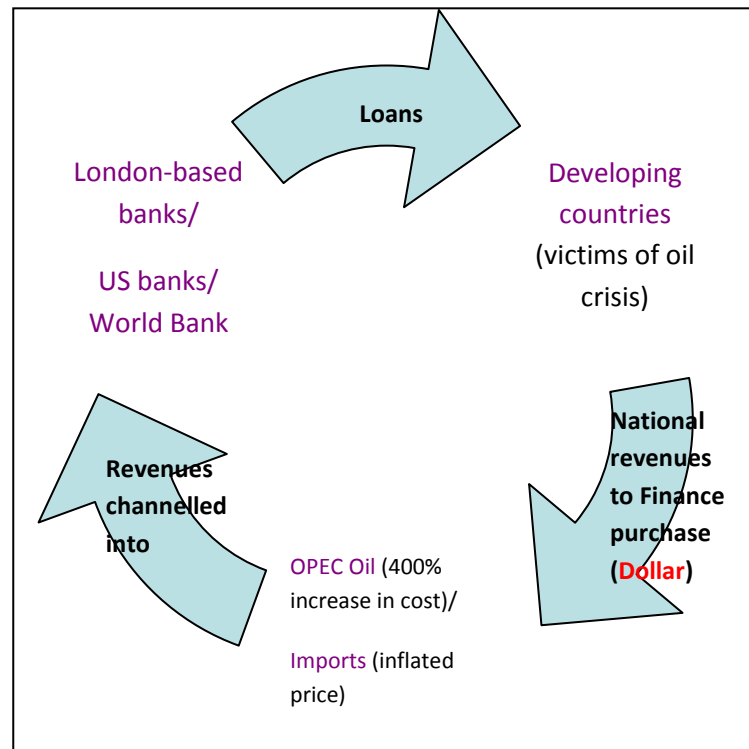 Loans
London-based
banks/
US banks/
World Bank
Developing
countries
(victims of oil
crisis)
National
revenues
to Finance
purchase
(Dollar)
OPEC Oil (400%
increase in cost)/
Imports (inflated
price)
Revenues
channelled
into